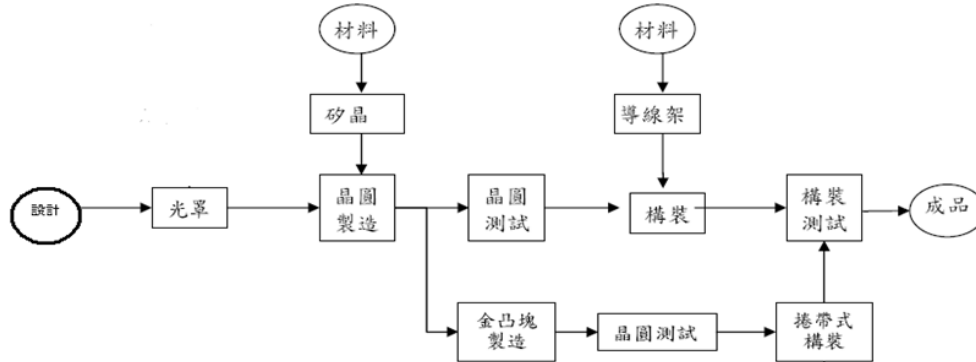 材料
材料
矽晶
導線架
設計
光罩
晶圓
製造
晶圓
測試
構裝
構裝
測試
成品
金凸塊
製造
晶圓測試
捲帶式
構裝